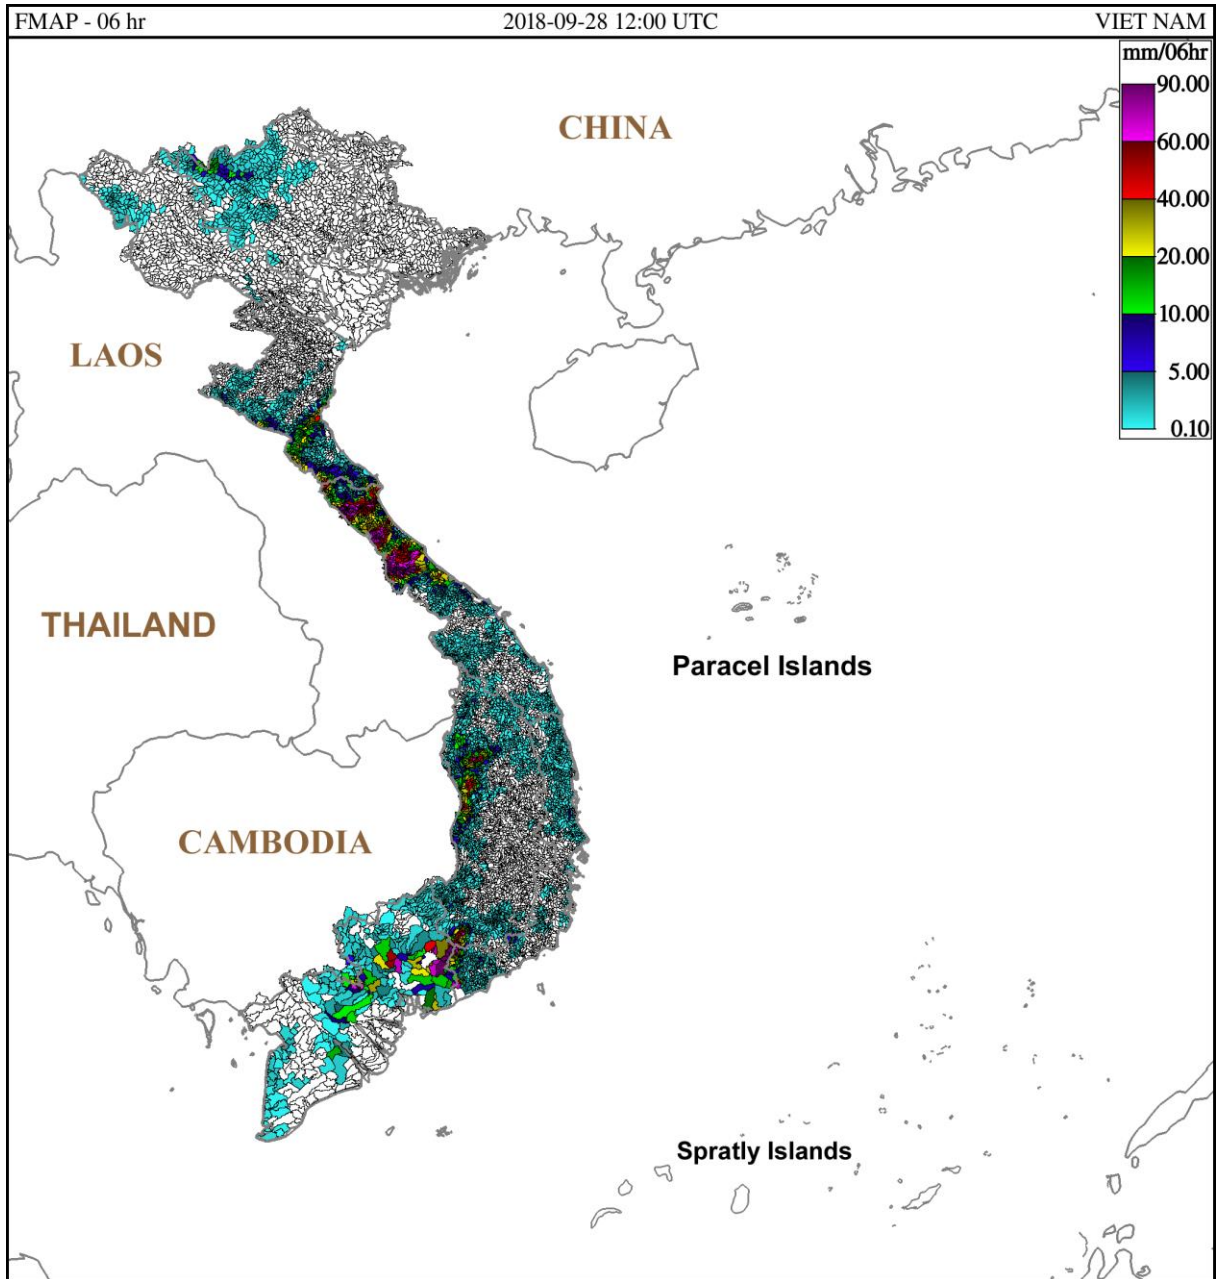 FMAP - 06 hr 2018-09-28 12:00 UTC VIET NAM
mm/06hr
90.00
CHINA
60.00
40.00
20.00
10.00
LAOS
5.00
0.10
THAILAND
Paracel Islands
CAMBODIA
Spratly Islands